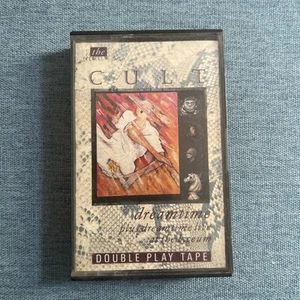 the
CULT
dreamtime
plus dreamtime live
at the lyceum
DOUBLE PLAY TAPE